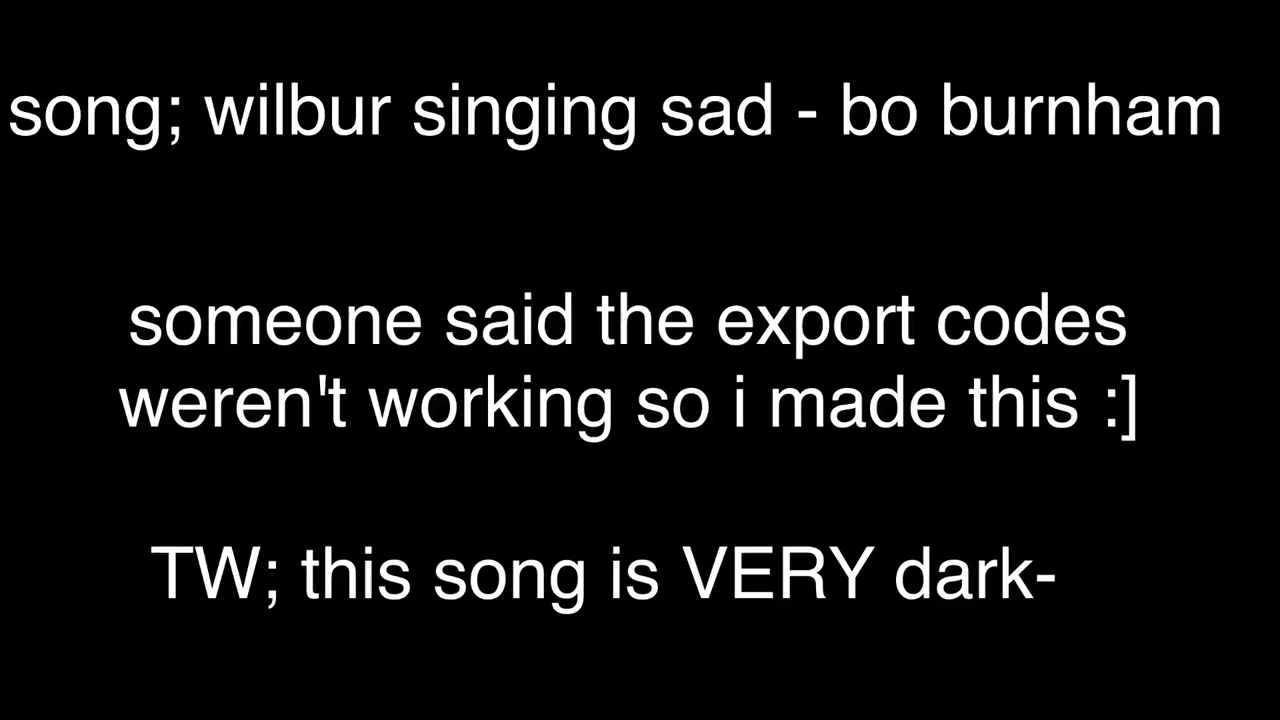 song; wilbur singing sad - bo burnham
someone said the export codes
weren't working so i made this :]
TW; this song is VERY dark-